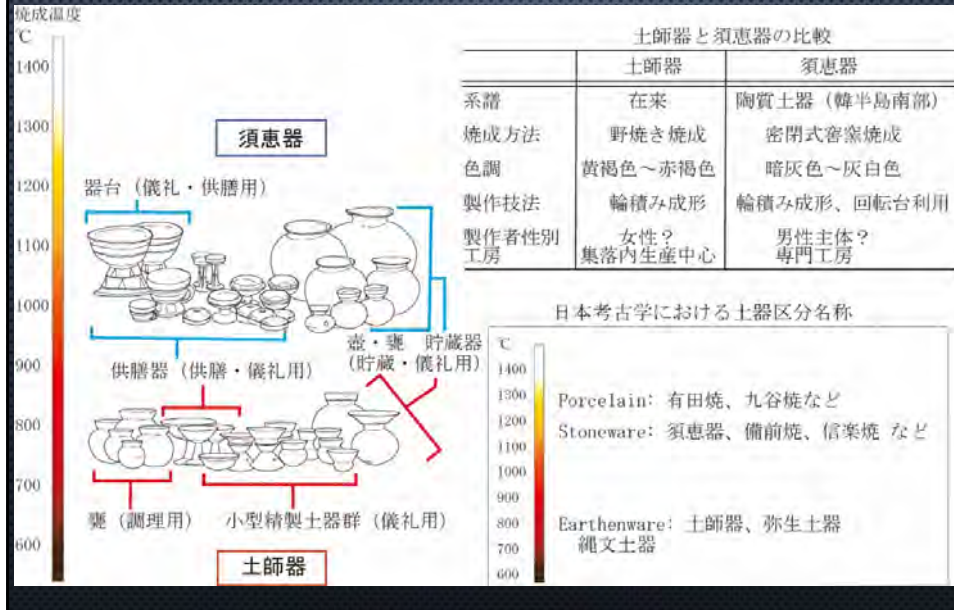 焼成温度
℃
1400
1300
1200
1100
1000
900
800
700
600
須恵器
器台（儀礼・供膳用）
壺・甕 貯蔵器
（貯蔵・儀礼用）
供膳器（供膳・儀礼用）
甕（調理用）
小型精製土器群（儀礼用）
土師器
土師器と須恵器の比較
土師器 須恵器
系譜 在来 陶質土器（韓半島南部）
焼成方法 野焼き焼成 密閉式窖窯焼成
色調 黄褐色～赤褐色 暗灰色～灰白色
製作技法 輪積み成形 輪積み成形、回転台利用
製作者性別 女性？ 男性主体？
工房 集落内生産中心 専門工房
日本考古学における土器区分名称
℃
1400
1300
1200
1100
1000
900
800
700
600
Porcelain: 有田焼、九谷焼など
Stoneware: 須恵器、備前焼、信楽焼 など
Earthenware: 土師器、弥生土器
縄文土器